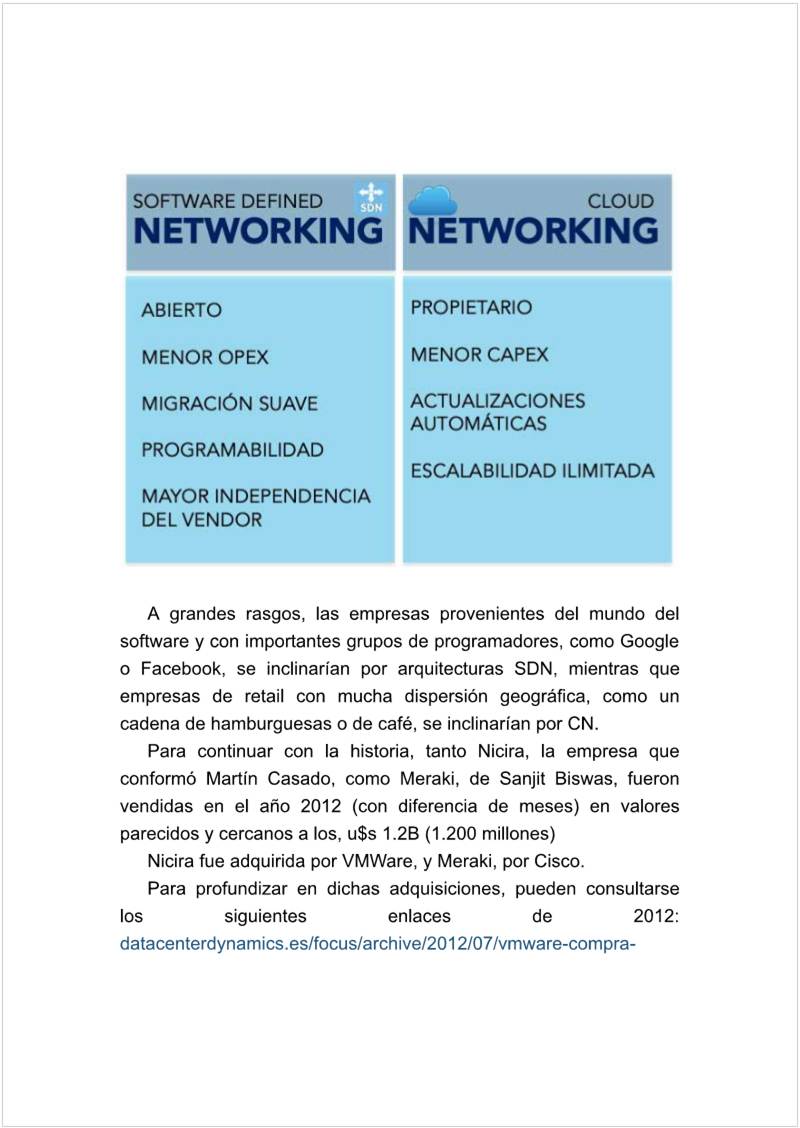 SOFTWARE DEFINED
SDN
NETWORKING
ABIERTO
MENOR OPEX
MIGRACIÓN SUAVE
PROGRAMABILIDAD
MAYOR INDEPENDENCIA
DEL VENDOR
CLOUD
NETWORKING
PROPIETARIO
MENOR CAPEX
ACTUALIZACIONES
AUTOMÁTICAS
ESCALABILIDAD ILIMITADA
A grandes rasgos, las empresas provenientes del mundo del
software y con importantes grupos de programadores, como Google
o Facebook, se inclinarían por arquitecturas SDN, mientras que
empresas de retail con mucha dispersión geográfica, como un
cadena de hamburguesas o de café, se inclinarían por CN.
Para continuar con la historia, tanto Nicira, la empresa que
conformó Martín Casado, como Meraki, de Sanjit Biswas, fueron
vendidas en el año 2012 (con diferencia de meses) en valores
parecidos y cercanos a los, u$s 1.2B (1.200 millones)
Nicira fue adquirida por VMWare, y Meraki, por Cisco.
Para profundizar en dichas adquisiciones, pueden consultarse
los siguientes enlaces de 2012:
datacenterdynamics.es/focus/archive/2012/07/vmware-compra-